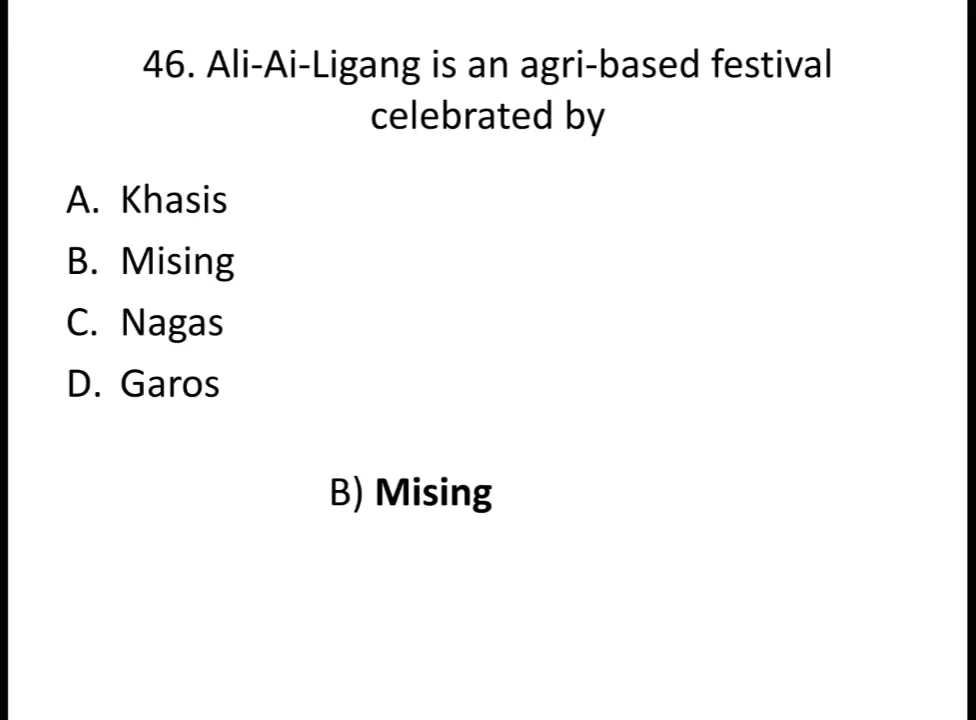 46. Ali-Ai-Ligang is an agri-based festival
celebrated by
A. Khasis
B. Mising
C. Nagas
D. Garos
B) Mising